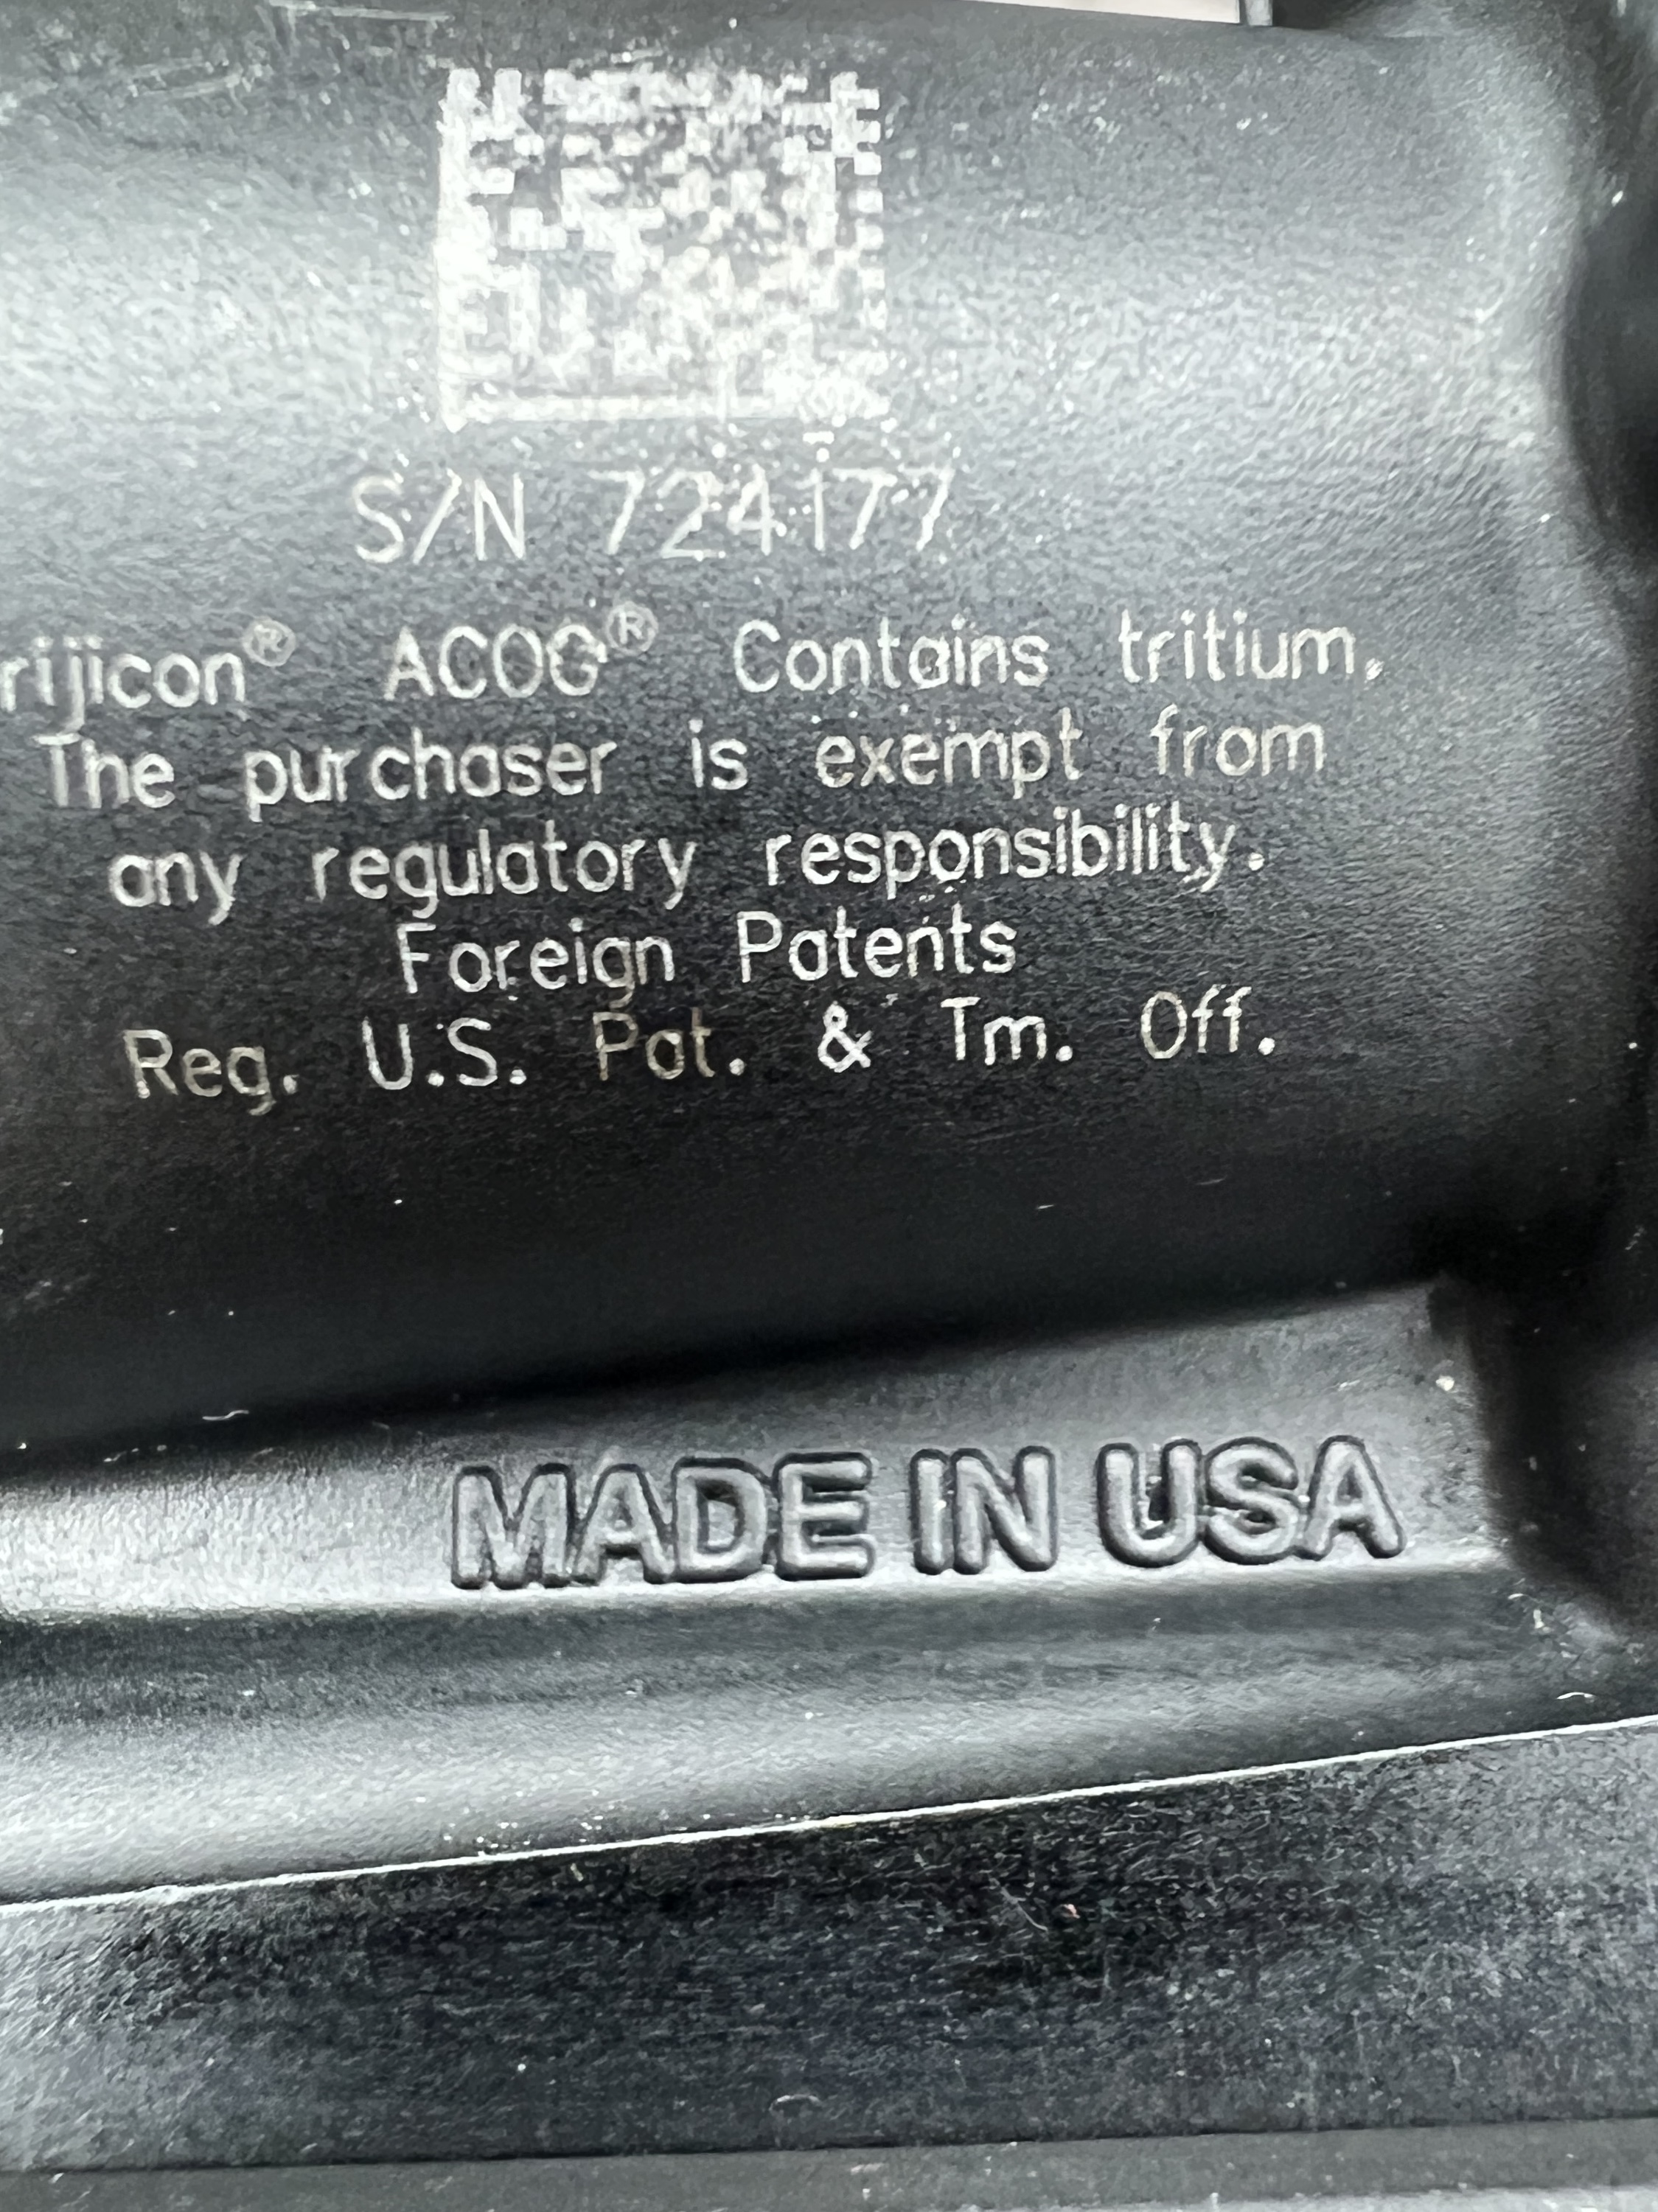 S/N 724177
rijicon® ACOG® Contains tritium.
The purchaser is exempt from
any regulatory responsibility.
Foreign Patents
Reg. U.S. Pat. & Tm. Off.
MADE IN USA